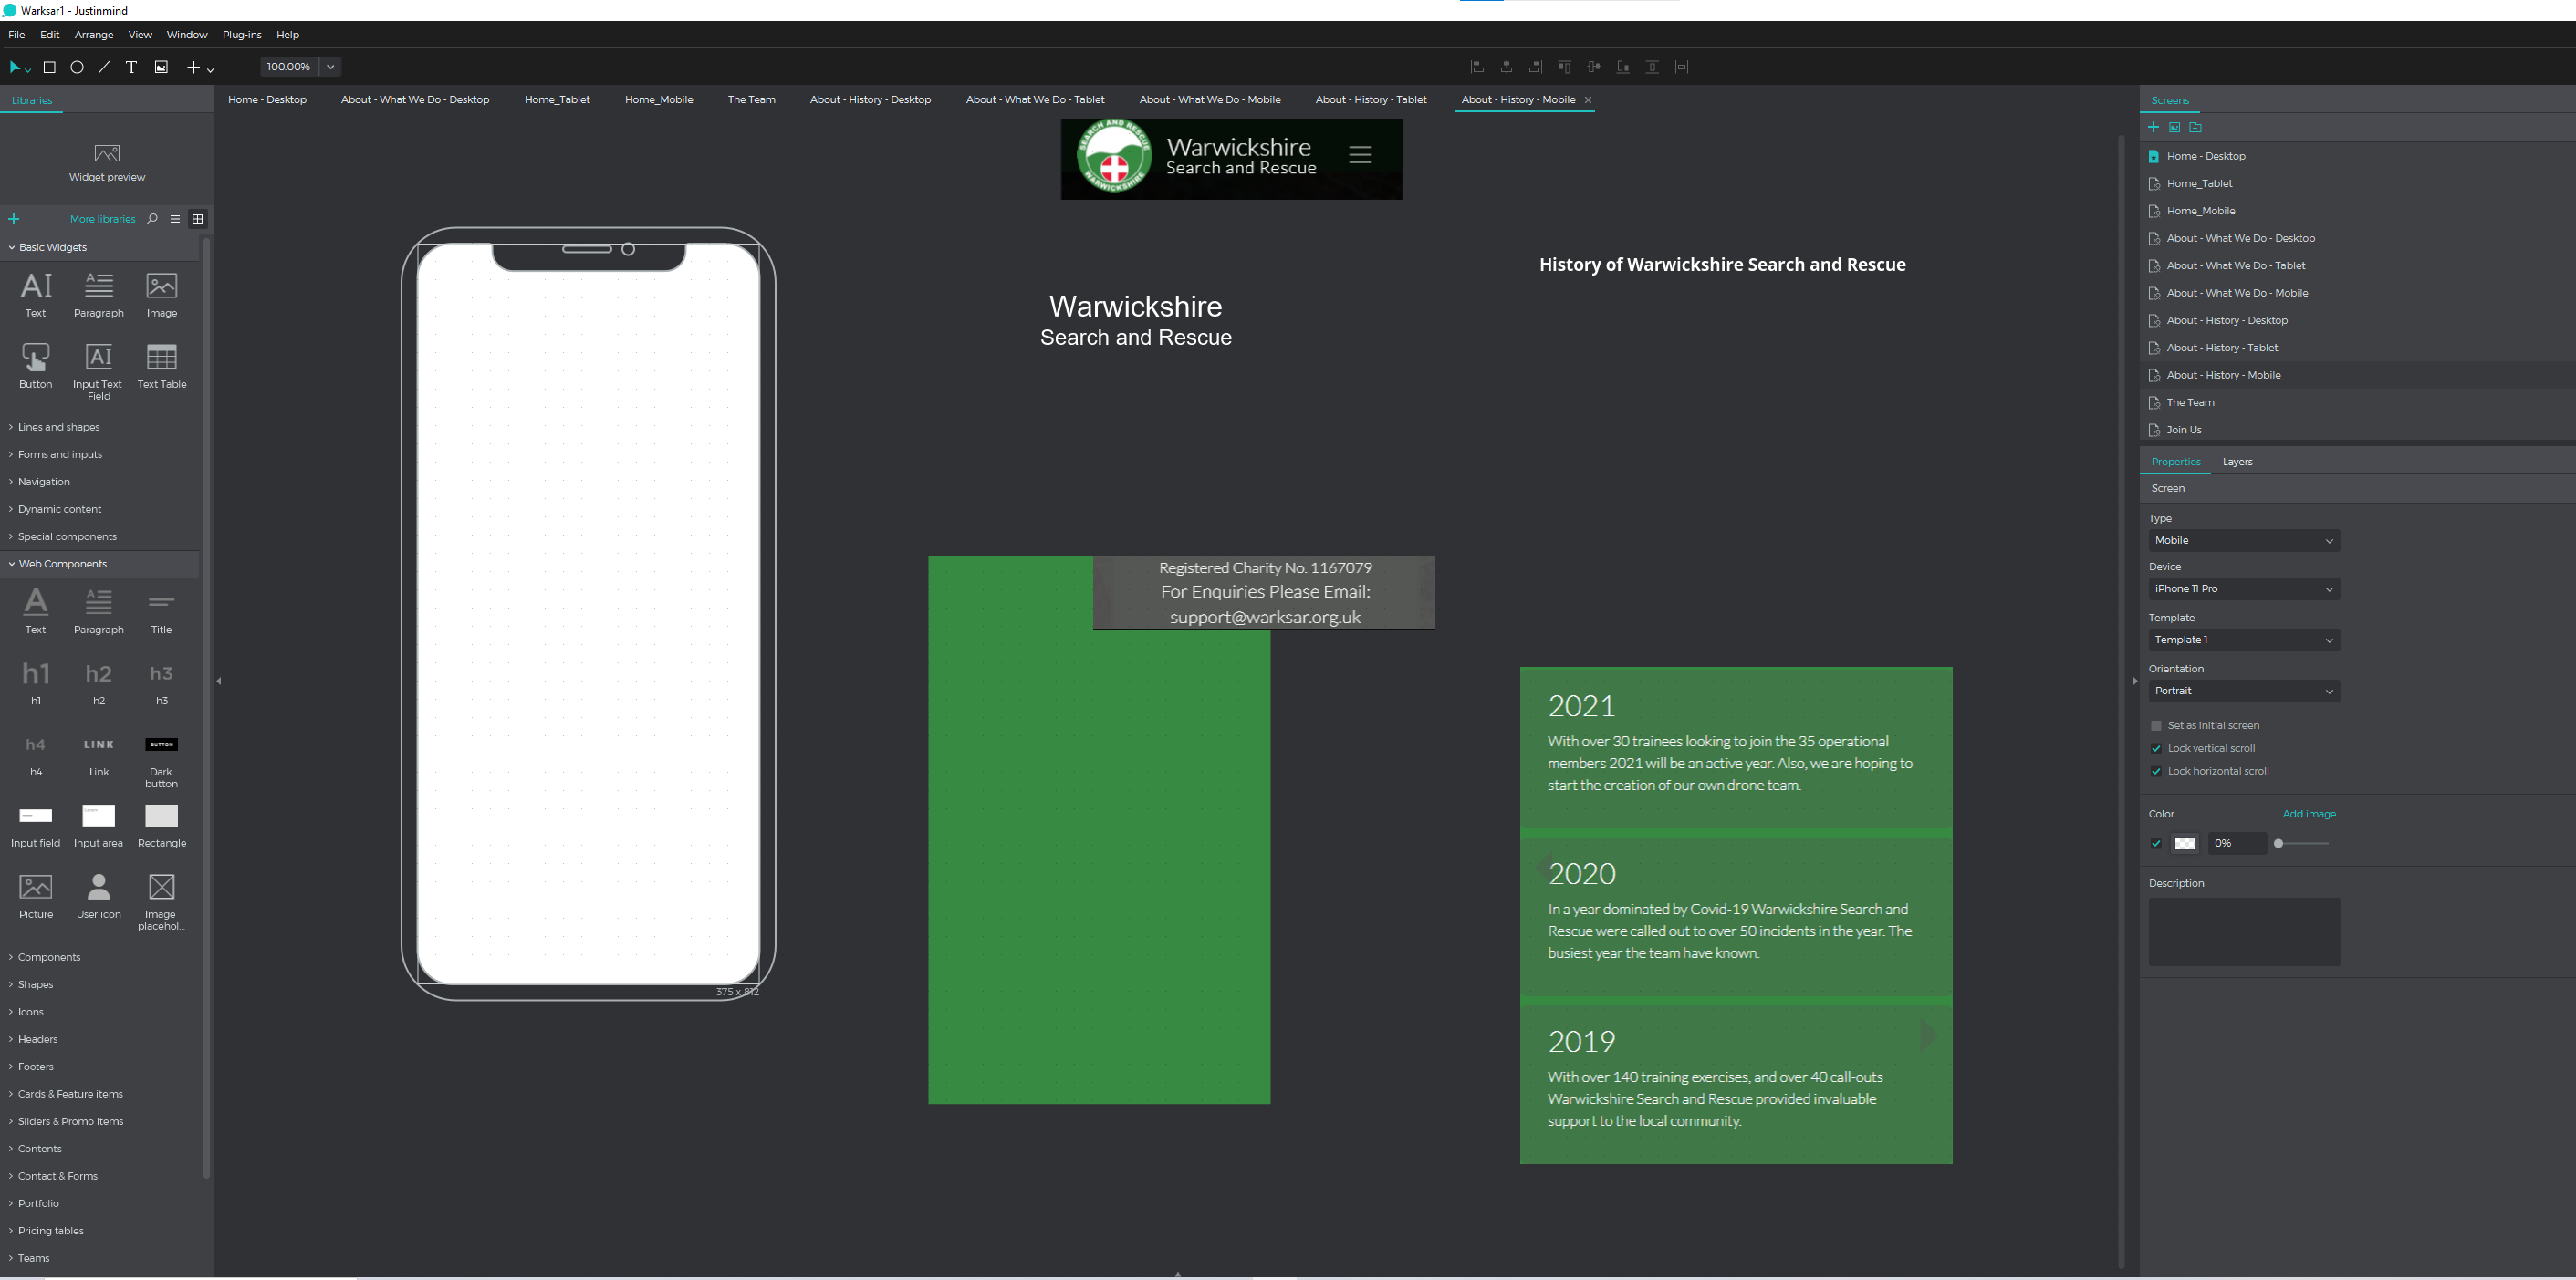 Warksar1 - Justinmind
File Edit Arrange View Window Plug-ins Help
T 100.00%
Libraries
Widget preview
More libraries
Basic Widgets
Text Paragraph Image
Button Input Text Field Text Table
Lines and shapes
Forms and inputs
Navigation
Dynamic content
Special components
Web Components
Text Paragraph Title
h1 h2 h3
h1 h2 h3
h4 LINK BUTTON
h4 Link Dark button
Input field Input area Rectangle
Picture User icon Image placehol...
Components
Shapes
Icons
Headers
Footers
Cards & Feature items
Sliders & Promo items
Contents
Contact & Forms
Portfolio
Pricing tables
Teams
Home - Desktop About - What We Do - Desktop Home_Tablet Home_Mobile The Team About - History - Desktop About - What We Do - Tablet About - What We Do - Mobile About - History - Tablet About - History - Mobile
SEARCH AND RESCUE
WARWICKSHIRE
Warwickshire
Search and Rescue
375 x 812
Warwickshire
Search and Rescue
History of Warwickshire Search and Rescue
Registered Charity No. 1167079
For Enquiries Please Email:
support@warksar.org.uk
2021
With over 30 trainees looking to join the 35 operational
members 2021 will be an active year. Also, we are hoping to
start the creation of our own drone team.
2020
In a year dominated by Covid-19 Warwickshire Search and
Rescue were called out to over 50 incidents in the year. The
busiest year the team have known.
2019
With over 140 training exercises, and over 40 call-outs
Warwickshire Search and Rescue provided invaluable
support to the local community.
Screens
Home - Desktop
Home_Tablet
Home_Mobile
About - What We Do - Desktop
About - What We Do - Tablet
About - What We Do - Mobile
About - History - Desktop
About - History - Tablet
About - History - Mobile
The Team
Join Us
Properties Layers
Screen
Type
Mobile
Device
iPhone 11 Pro
Template
Template 1
Orientation
Portrait
Set as initial screen
Lock vertical scroll
Lock horizontal scroll
Color Add image
0%
Description